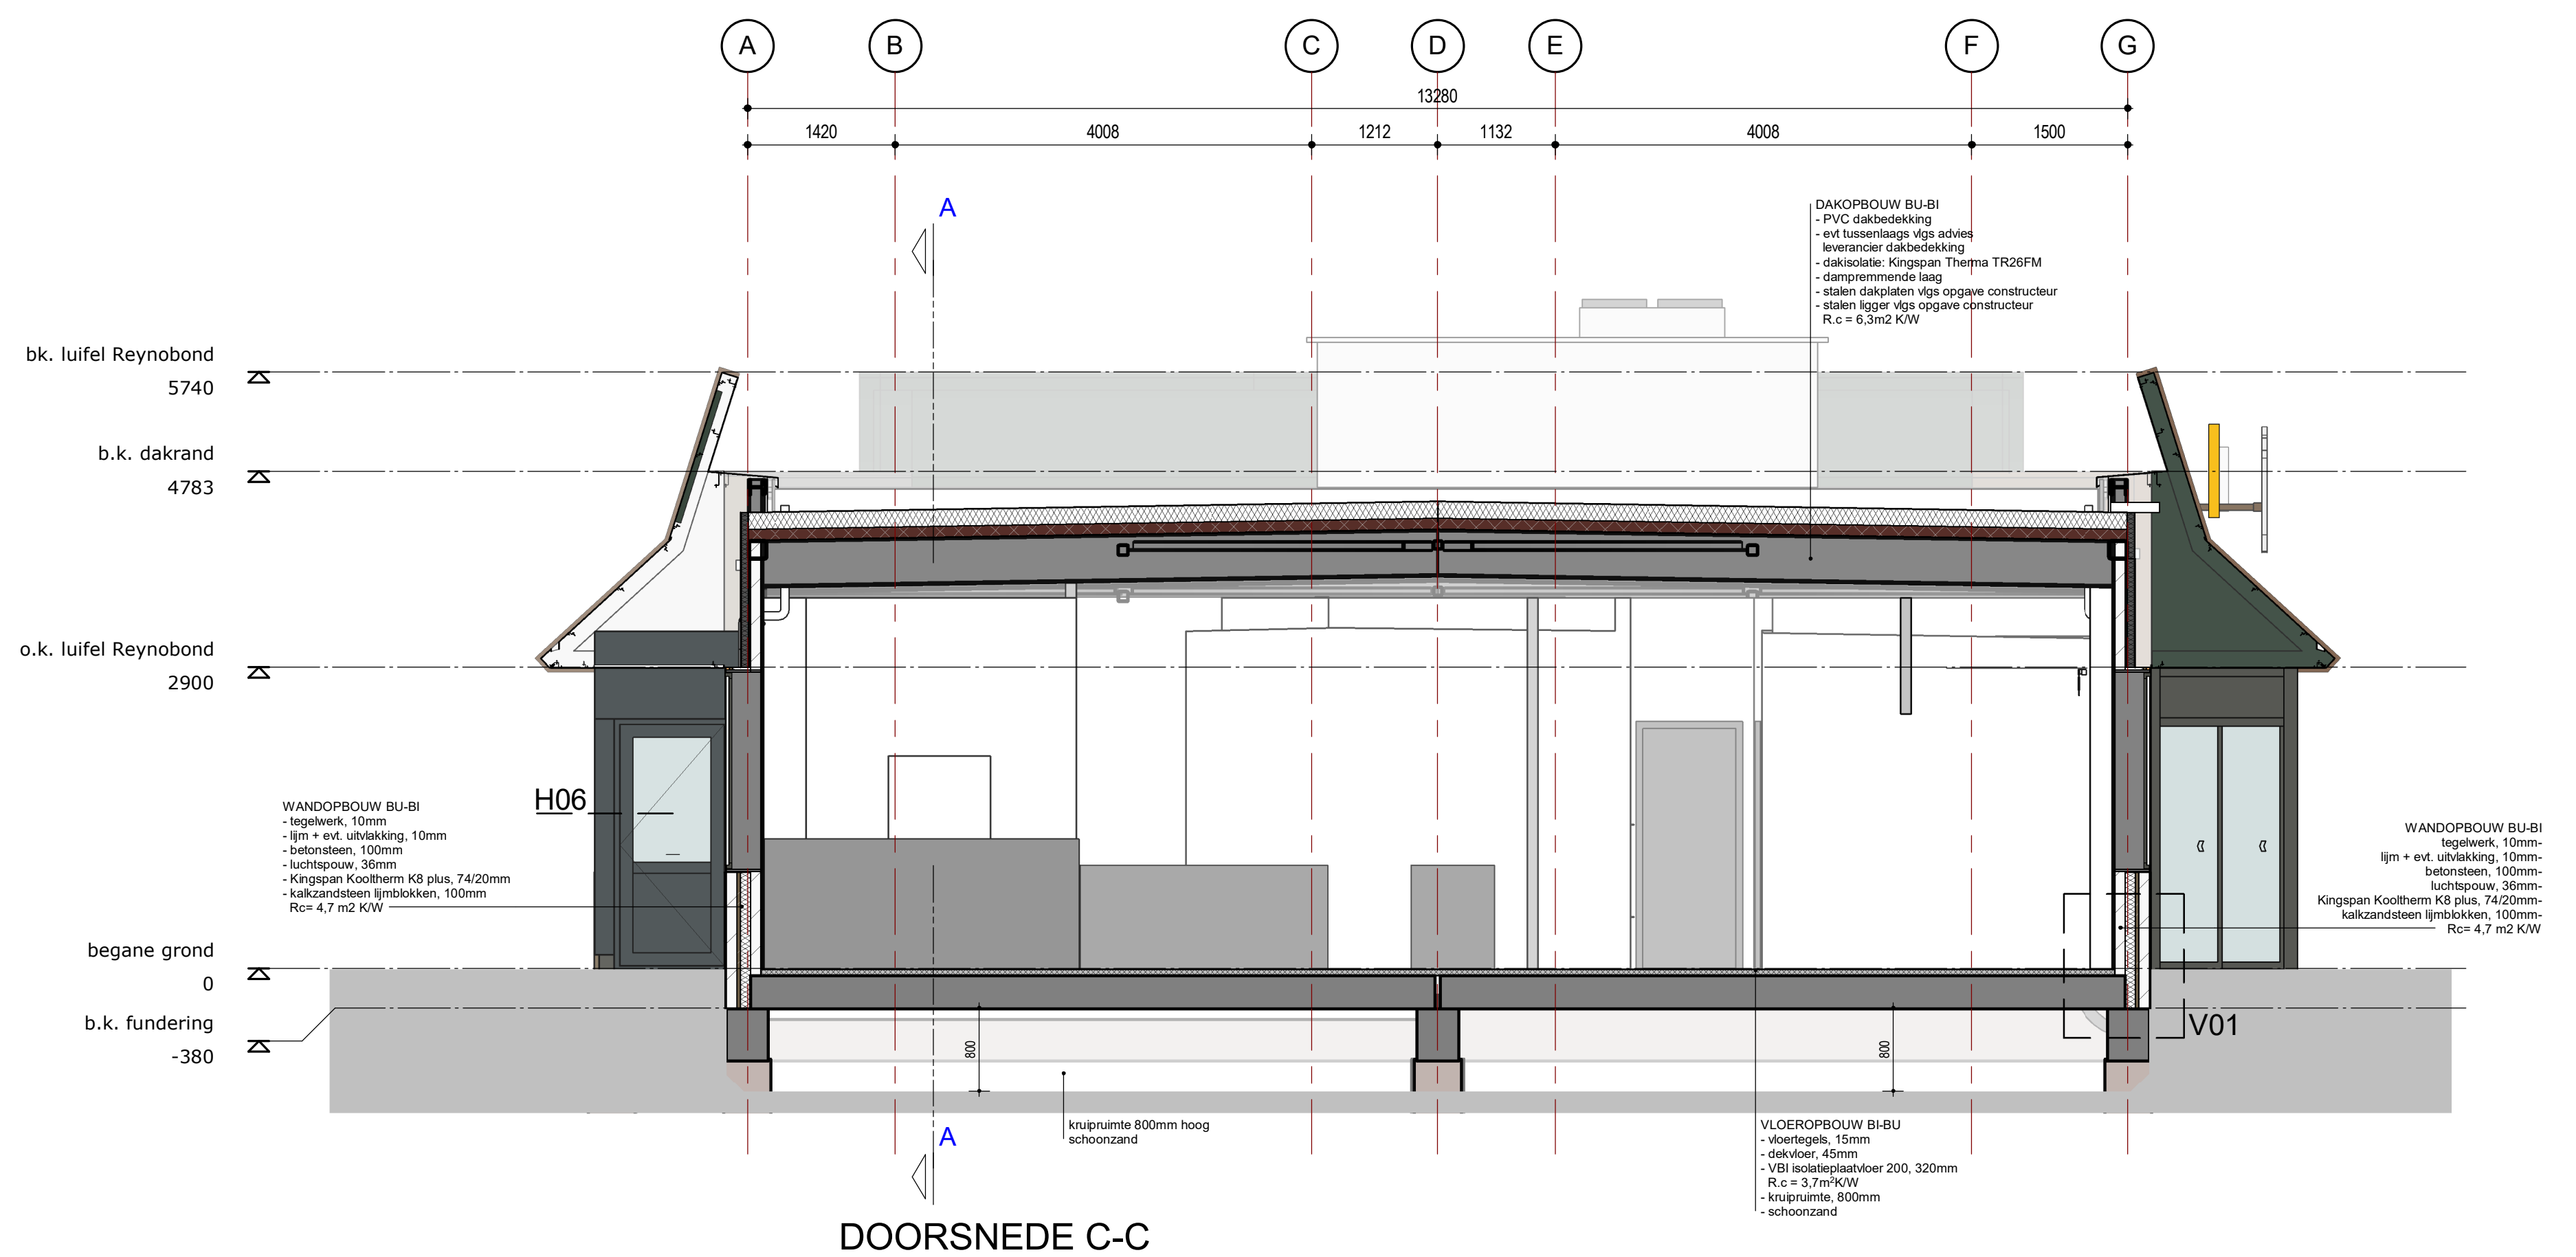 A B C D E F G
13280
1420 4008 1212 1132 4008 1500
A
DAKOPBOUW BU-BI
- PVC dakbedekking
- evt tussenlaags vlgs advies
leverancier dakbedekking
- dakisolatie: Kingspan Therma TR26FM
- dampremmende laag
- stalen dakplaten vlgs opgave constructeur
- stalen ligger vlgs opgave constructeur
R.c = 6,3m2 K/W
bk. luifel Reynobond
5740
b.k. dakrand
4783
o.k. luifel Reynobond
2900
H06
WANDOPBOUW BU-BI
- tegelwerk, 10mm
- lijm + evt. uitvlakking, 10mm
- betonsteen, 100mm
- luchtspouw, 36mm
- Kingspan Kooltherm K8 plus, 74/20mm
- kalkzandsteen lijmblokken, 100mm
Rc= 4,7 m2 K/W
WANDOPBOUW BU-BI
tegelwerk, 10mm-
lijm + evt. uitvlakking, 10mm-
betonsteen, 100mm-
luchtspouw, 36mm-
Kingspan Kooltherm K8 plus, 74/20mm-
kalkzandsteen lijmblokken, 100mm-
Rc= 4,7 m2 K/W
begane grond
0
b.k. fundering
-380
V01
800
800
kruipruimte 800mm hoog
schoonzand
A
VLOEROPBOUW BI-BU
- vloertegels, 15mm
- dekvloer, 45mm
- VBI isolatieplaatvloer 200, 320mm
R.c = 3,7m²K/W
- kruipruimte, 800mm
- schoonzand
DOORSNEDE C-C